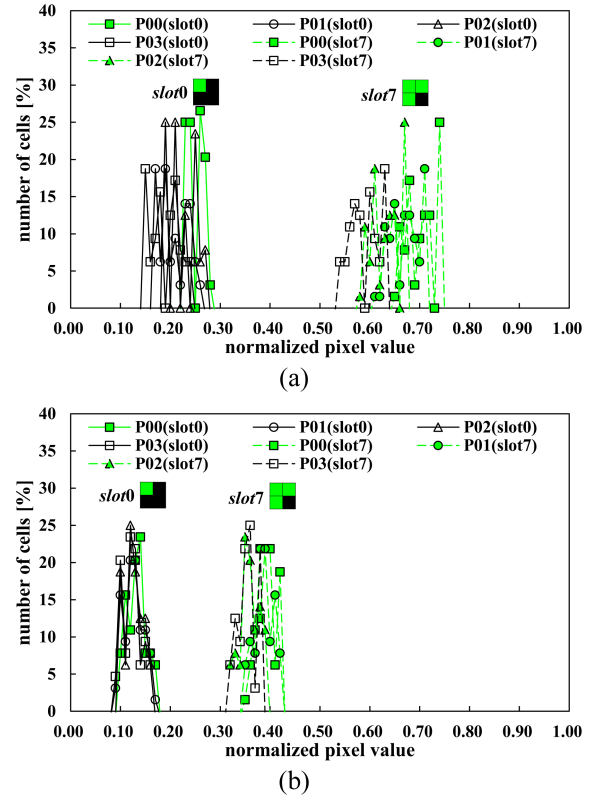 40
35
30
25
20
15
10
5
0
number of cells [%]
P00(slot0) P01(slot0) P02(slot0)
P03(slot0) P00(slot7) P01(slot7)
P02(slot7) P03(slot7)
slot0 slot7
0.00 0.10 0.20 0.30 0.40 0.50 0.60 0.70 0.80 0.90 1.00
normalized pixel value
(a)
40
35
30
25
20
15
10
5
0
number of cells [%]
P00(slot0) P01(slot0) P02(slot0)
P03(slot0) P00(slot7) P01(slot7)
P02(slot7) P03(slot7)
slot0 slot7
0.00 0.10 0.20 0.30 0.40 0.50 0.60 0.70 0.80 0.90 1.00
normalized pixel value
(b)